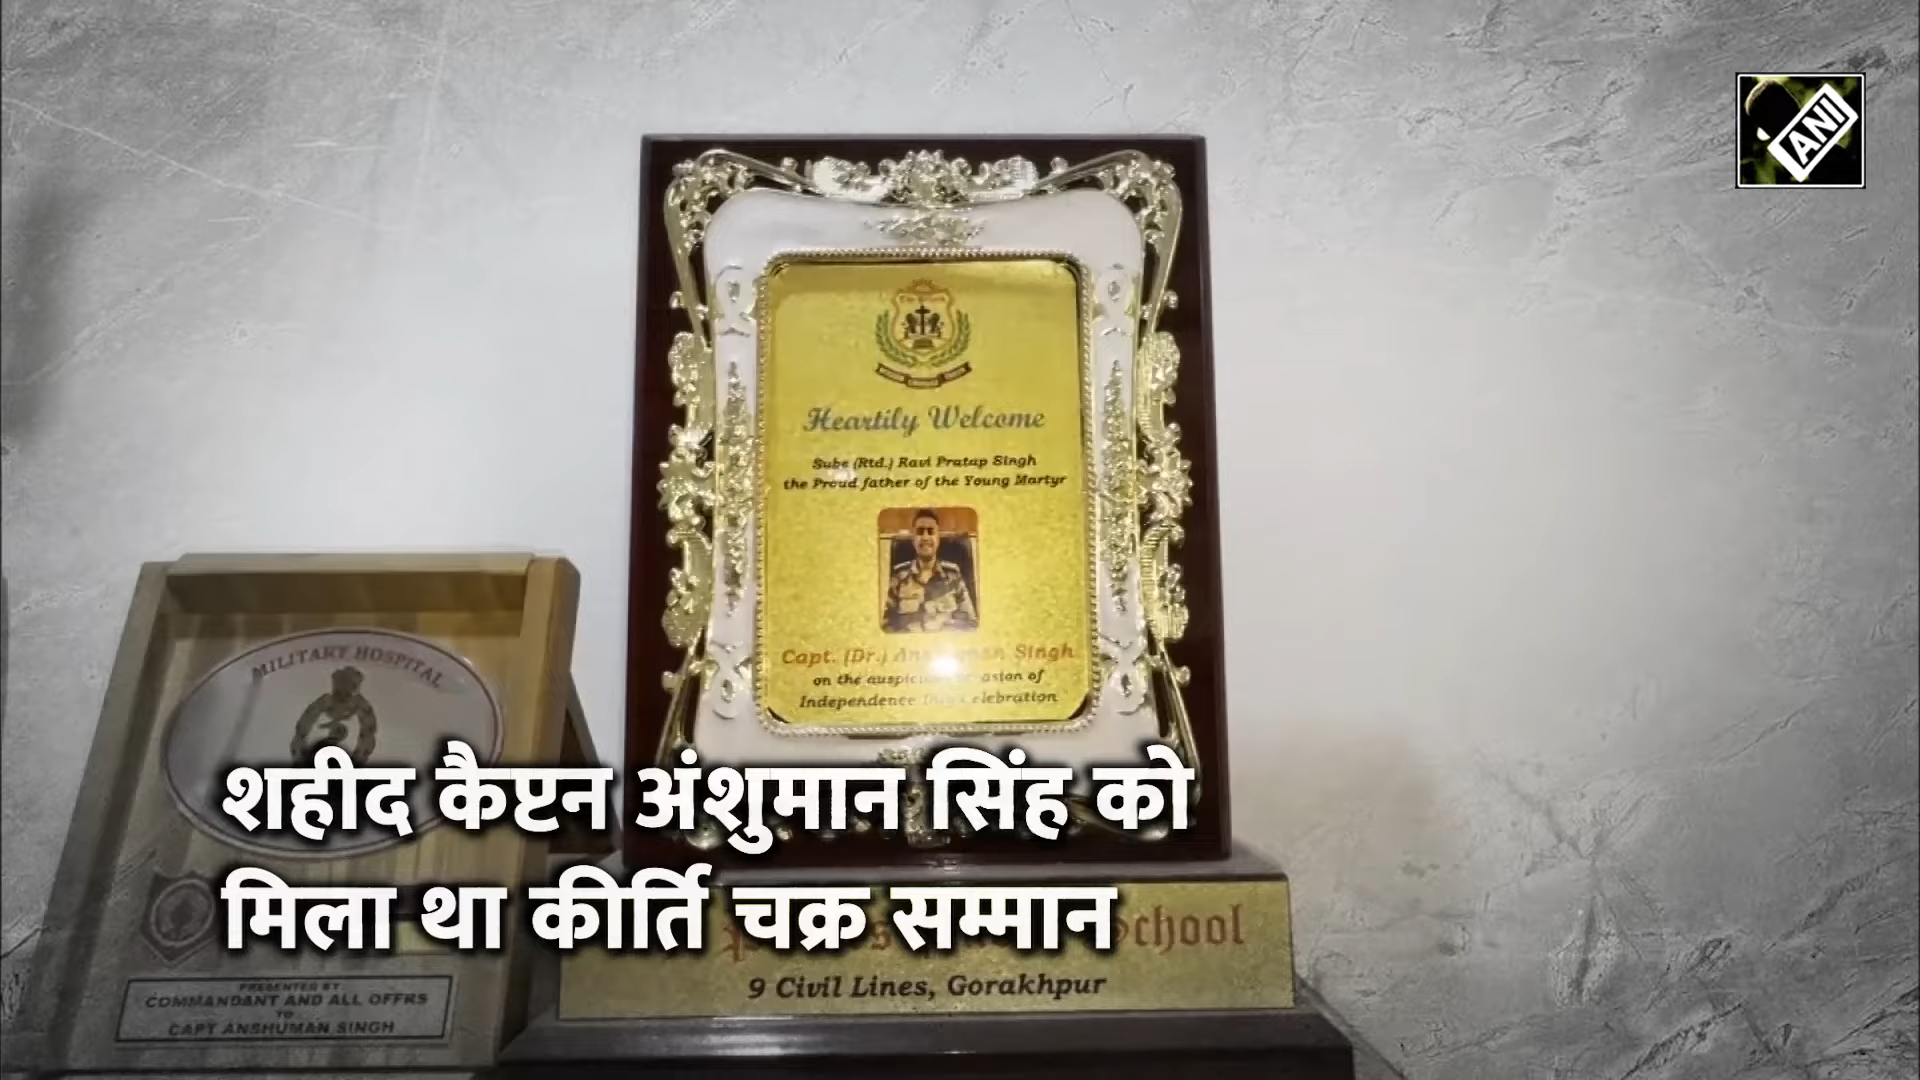 ANI
Heartily Welcome
Sube (Rtd.) Ravi Pratap Singh
the Proud father of the Young Martyr
Capt. (Dr.) Singh
on the of
Independence
MILITARY HOSPITAL
शहीद कैप्टन अंशुमान सिंह को
मिला था कीर्ति चक्र सम्मान
School
9 Civil Lines, Gorakhpur
PRESENTED BY
COMMANDANT AND ALL OFFRS
TO
CAPT ANSHUMAN SINGH